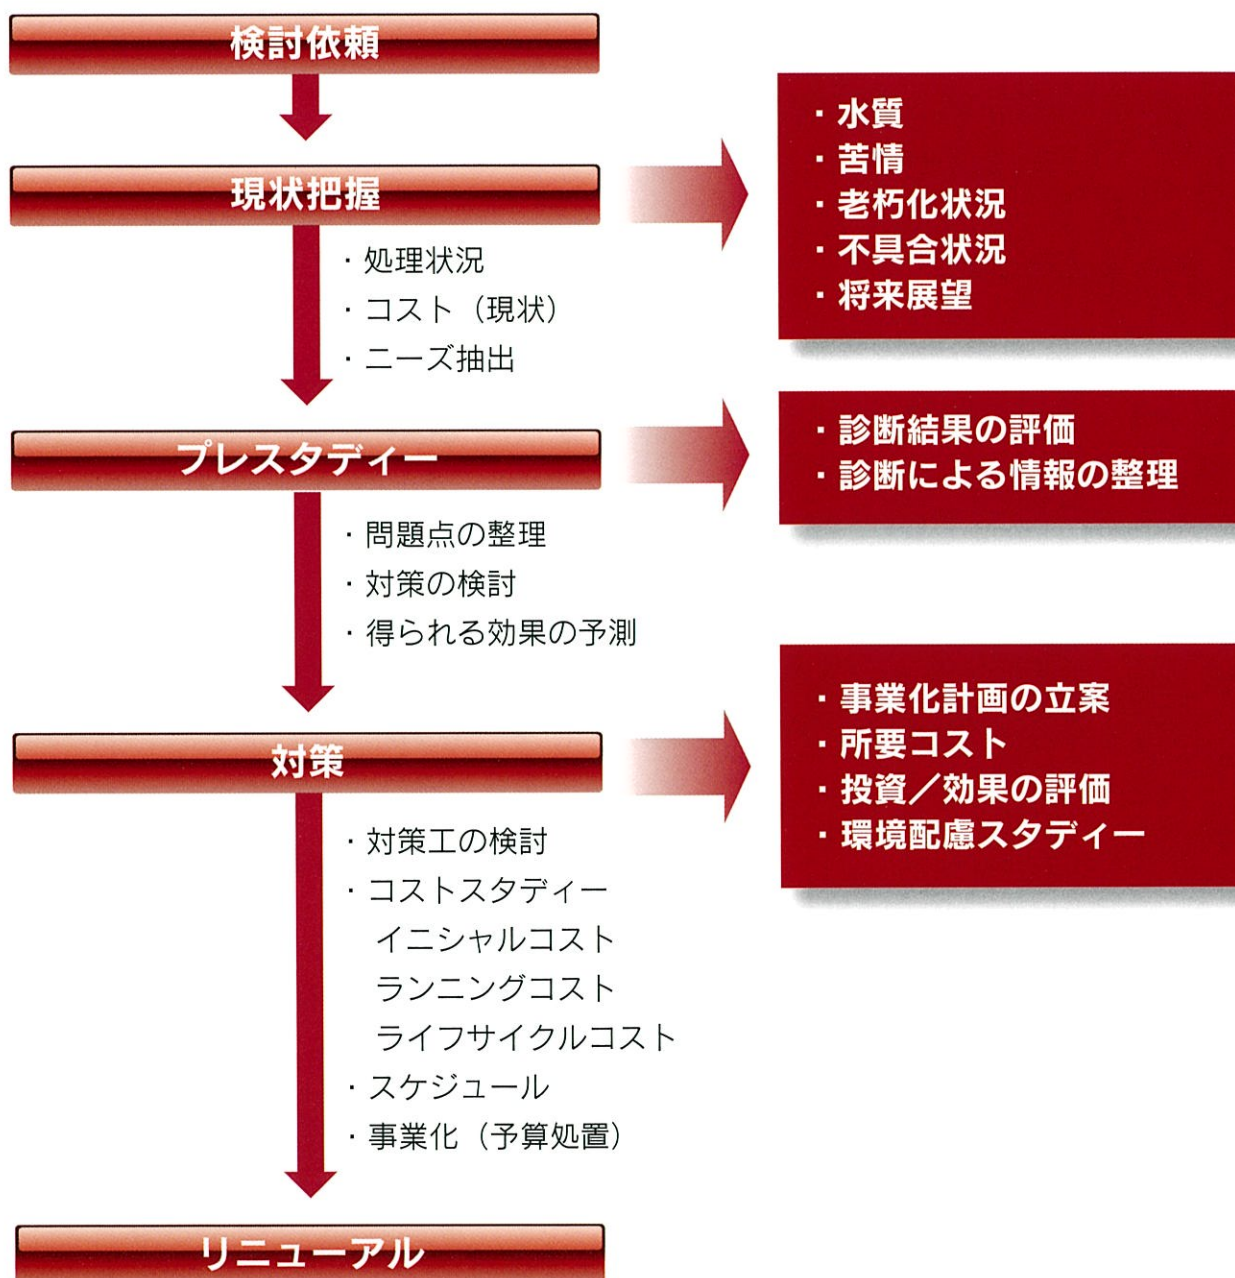 検討依頼
現状把握
・水質
・苦情
・老朽化状況
・不具合状況
・将来展望
・処理状況
・コスト（現状）
・ニーズ抽出
プレスタディー
・診断結果の評価
・診断による情報の整理
・問題点の整理
・対策の検討
・得られる効果の予測
対策
・事業化計画の立案
・所要コスト
・投資／効果の評価
・環境配慮スタディー
・対策工の検討
・コストスタディー
イニシャルコスト
ランニングコスト
ライフサイクルコスト
・スケジュール
・事業化（予算処置）
リニューアル